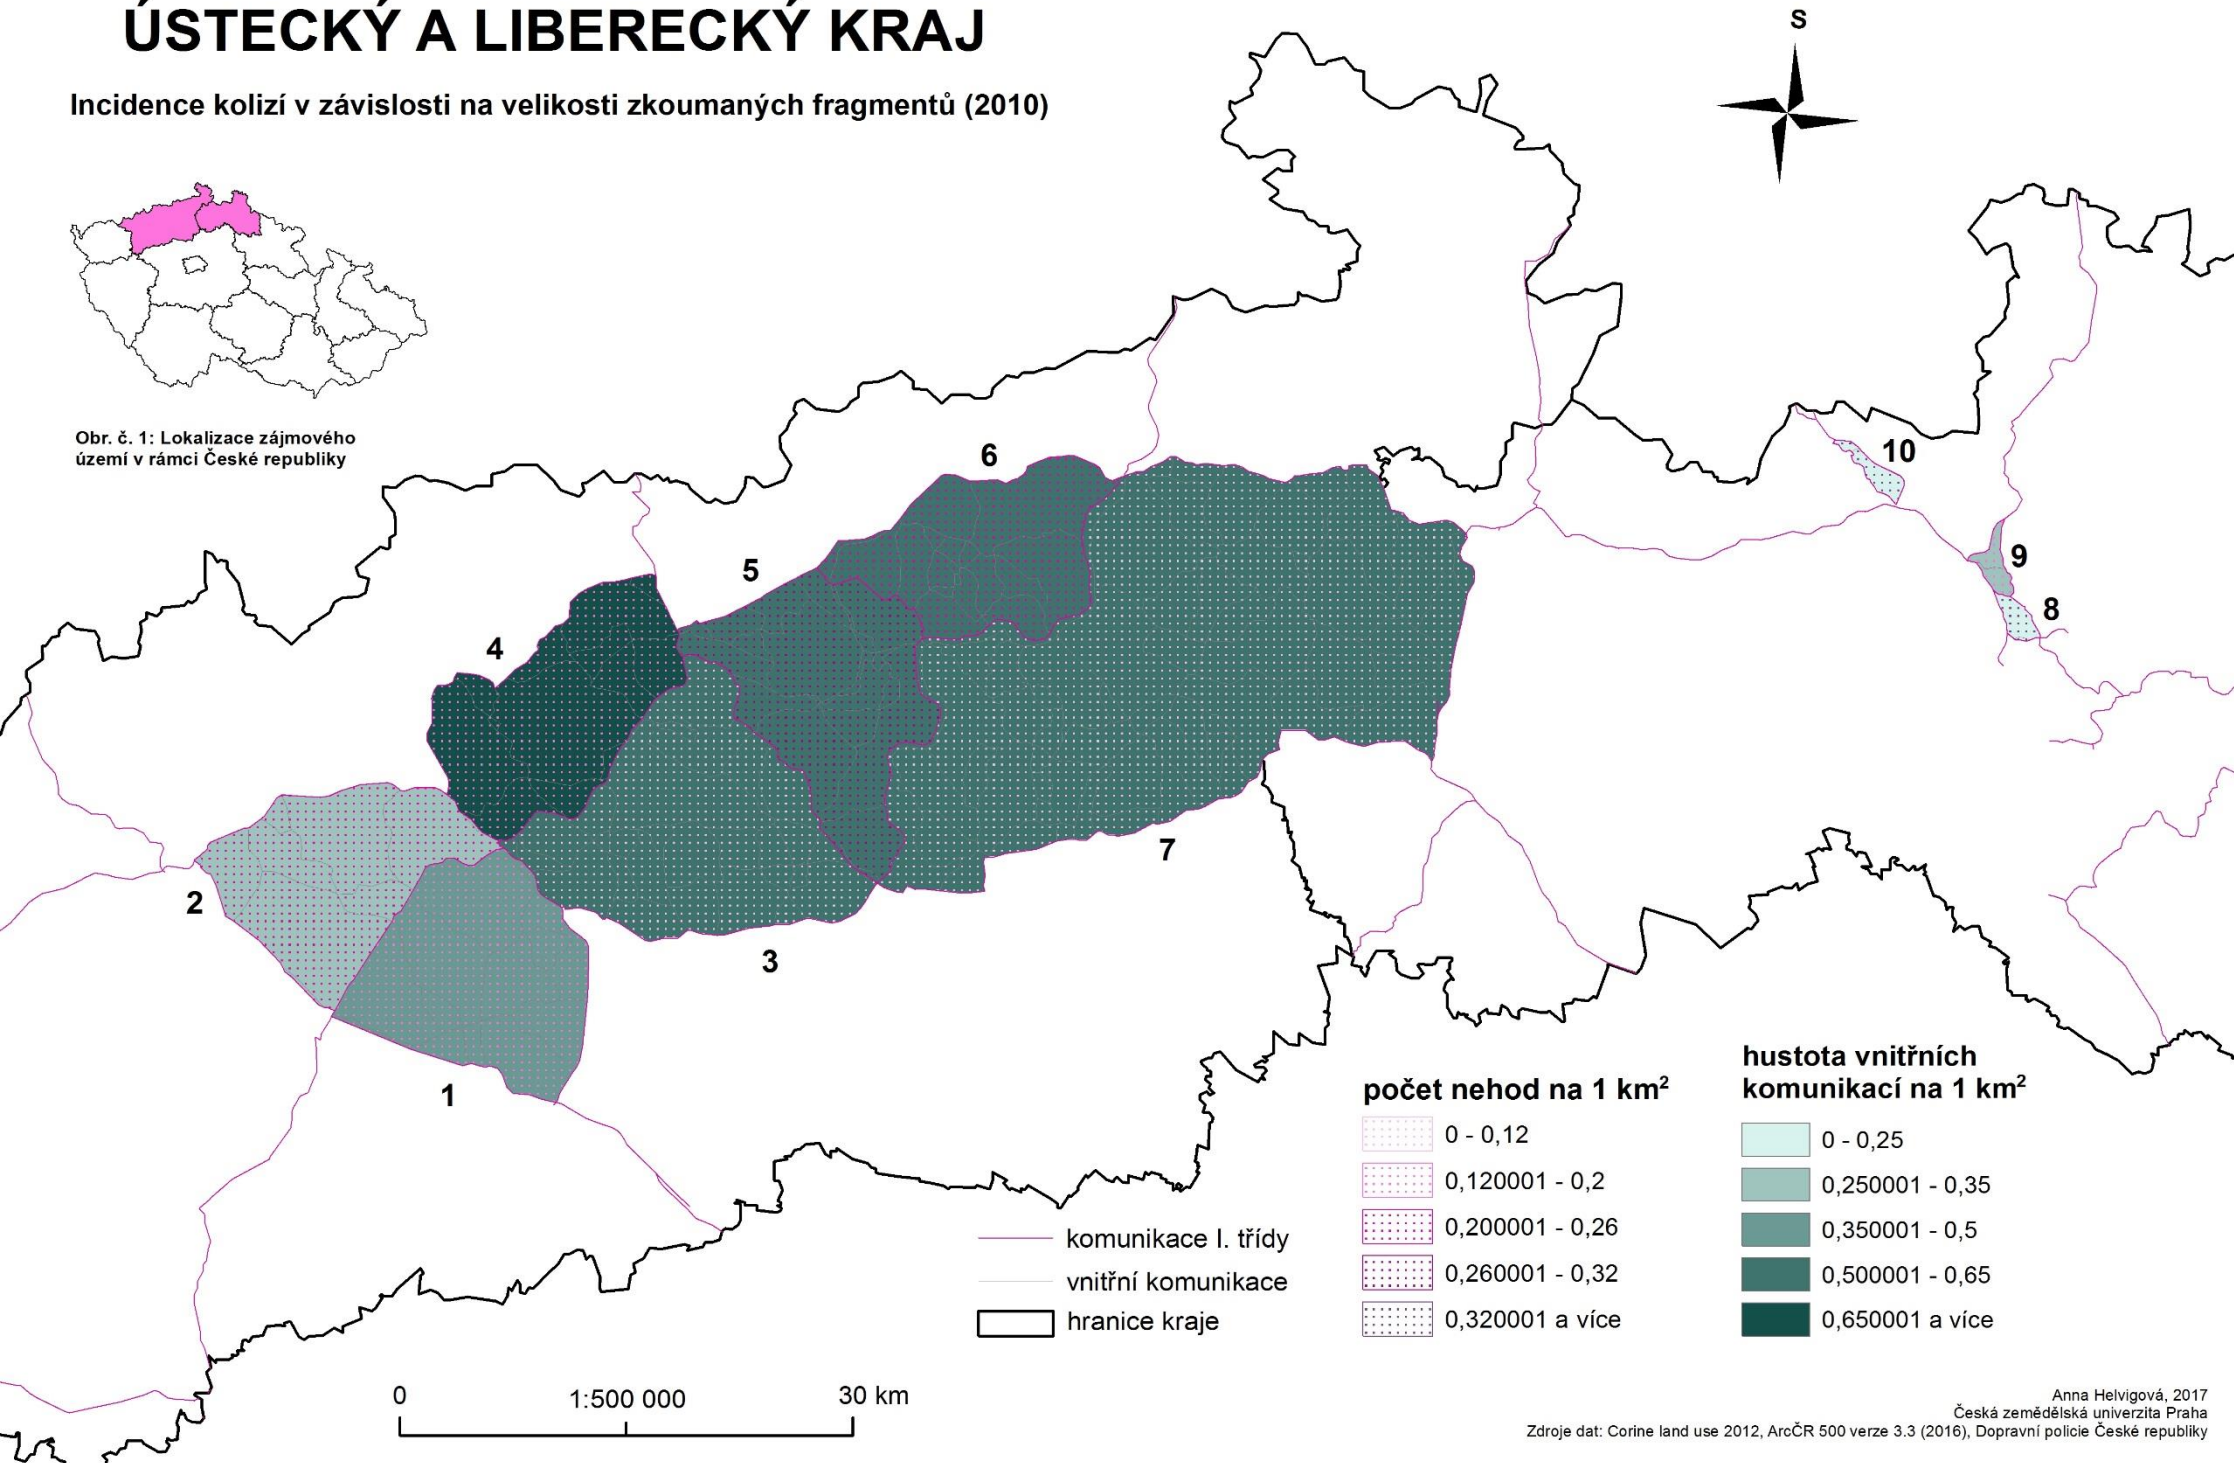 ÚSTECKÝ A LIBERECKÝ KRAJ
Incidence kolizí v závislosti na velikosti zkoumaných fragmentů (2010)
S
Obr. č. 1: Lokalizace zájmového
území v rámci České republiky
10
6
5
9
8
4
7
2
3
1
počet nehod na 1 km²
0 - 0,12
0,120001 - 0,2
0,200001 - 0,26
0,260001 - 0,32
0,320001 a více
hustota vnitřních
komunikací na 1 km²
0 - 0,25
0,250001 - 0,35
0,350001 - 0,5
0,500001 - 0,65
0,650001 a více
komunikace I. třídy
vnitřní komunikace
hranice kraje
0 1:500 000 30 km
Anna Helvigová, 2017
Česká zemědělská univerzita Praha
Zdroje dat: Corine land use 2012, ArcČR 500 verze 3.3 (2016), Dopravní policie České republiky